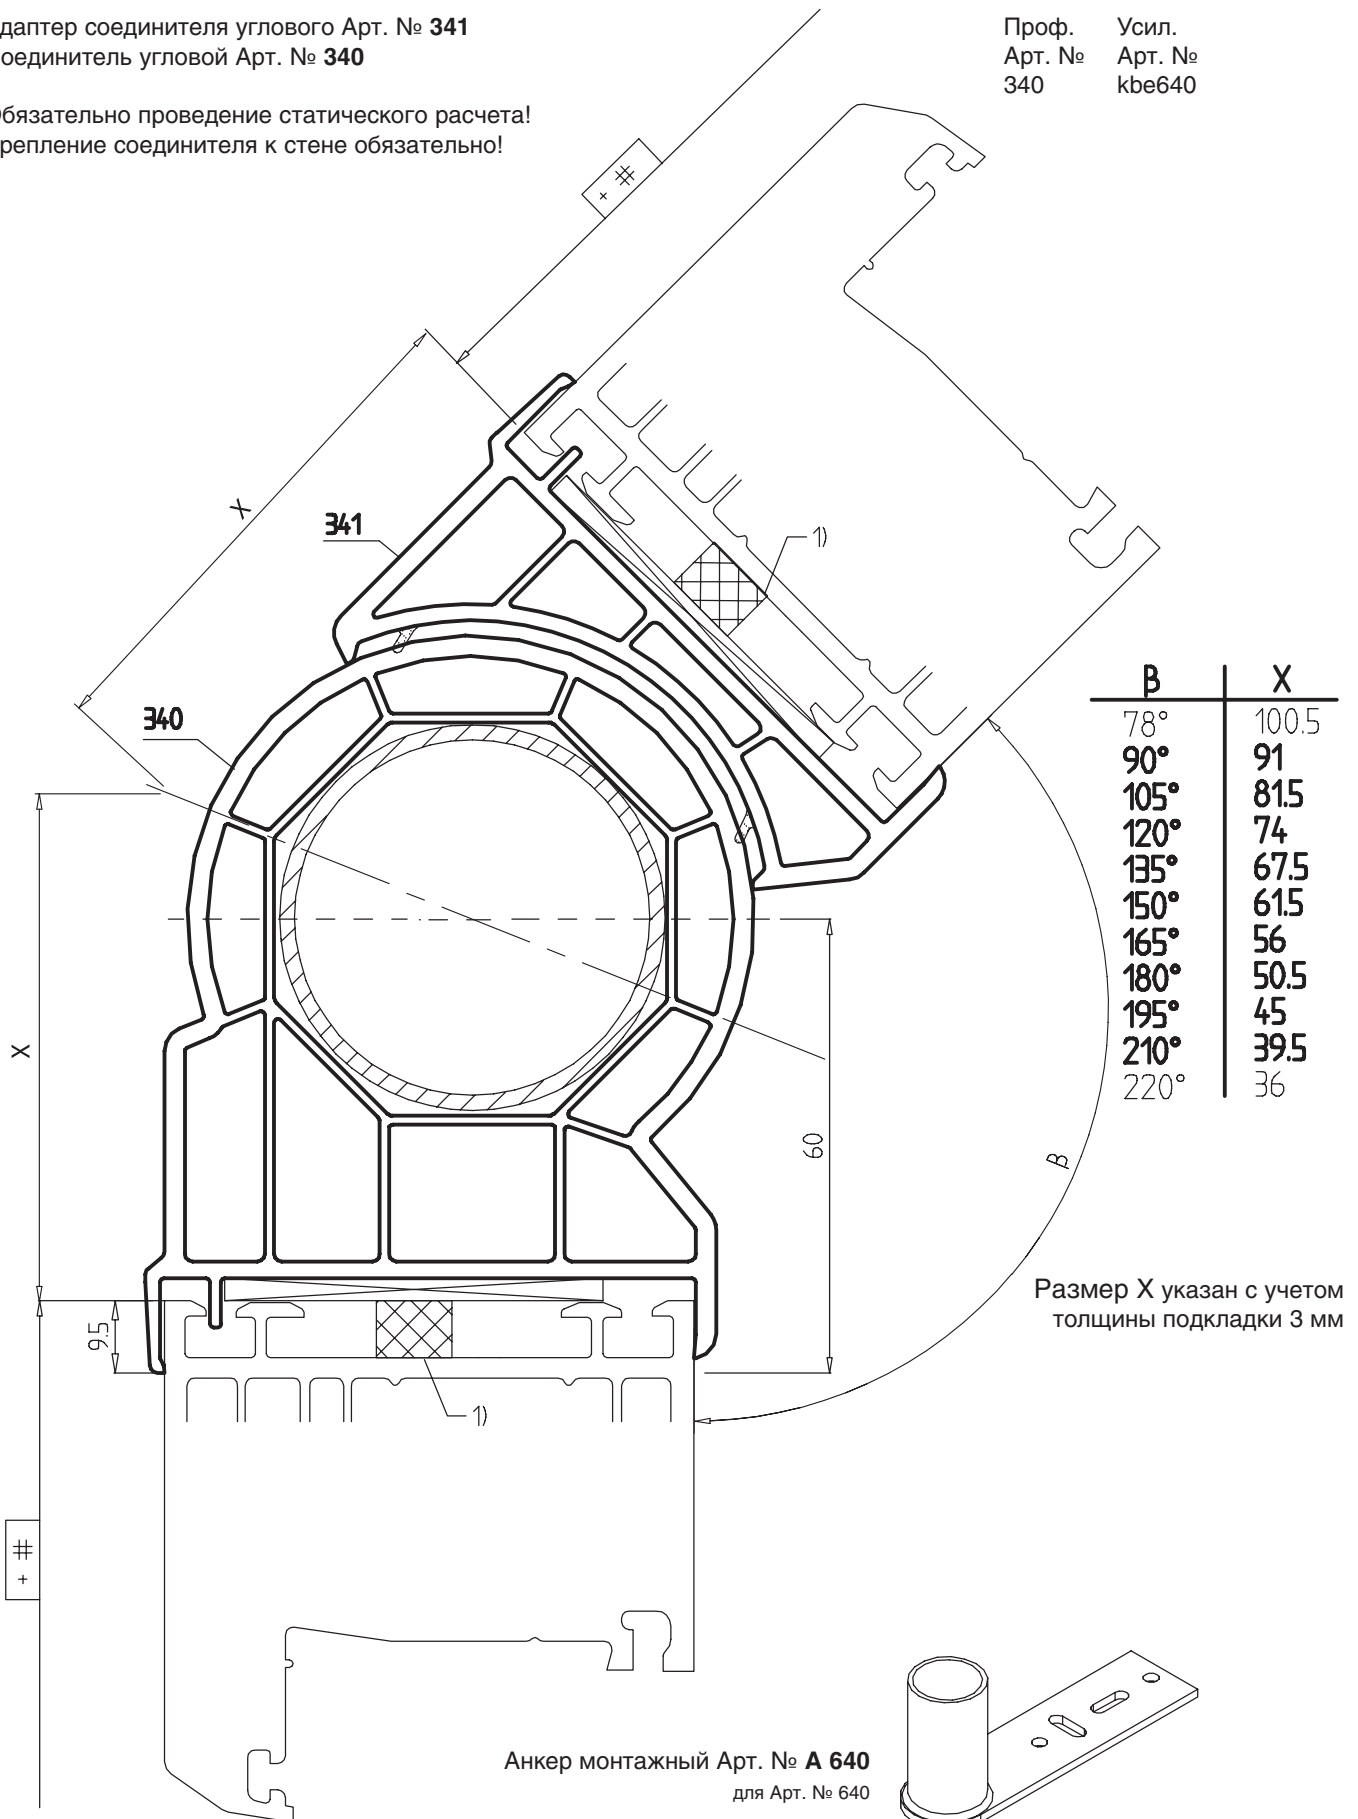 даптер соединителя углового Арт. № 341
оединитель угловой Арт. № 340
Обязательно проведение статического расчета!
репление соединителя к стене обязательно!
Проф. Усил.
Арт. № Арт. №
340 kbe640
+ #
X
341
1)
340
β X
78° 100.5
90° 91
105° 81.5
120° 74
135° 67.5
150° 61.5
165° 56
180° 50.5
195° 45
210° 39.5
220° 36
X
60
β
Размер X указан с учетом
толщины подкладки 3 мм
9.5
1)
+ #
Анкер монтажный Арт. № A 640
для Арт. № 640